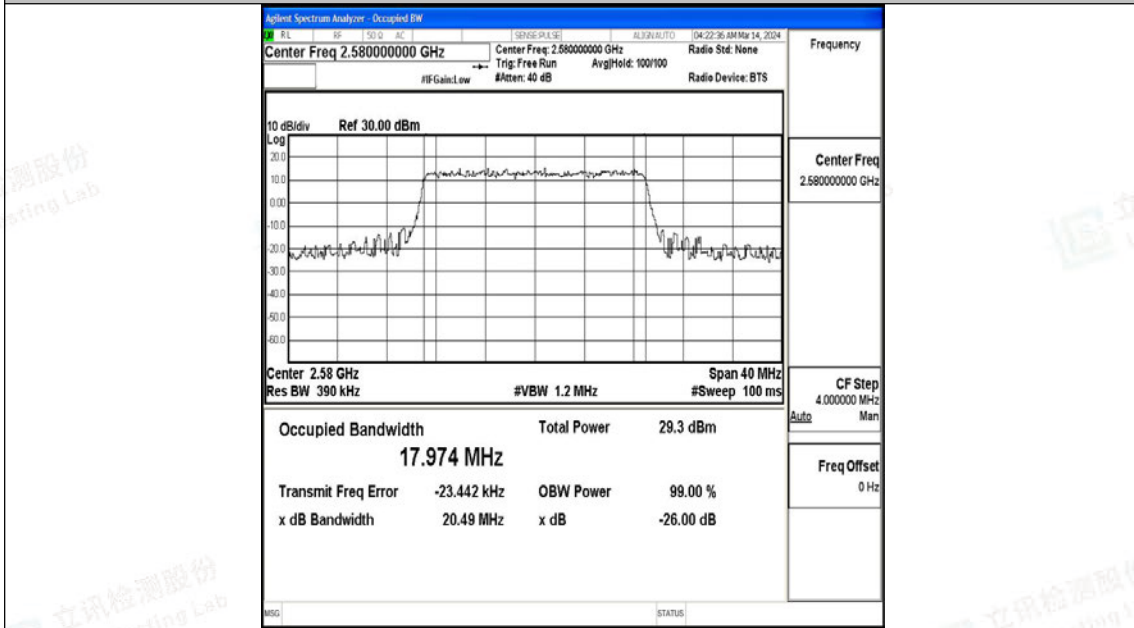 Agilent Spectrum Analyzer - Occupied BW
RL RF 50 Ω AC SENSE:PULSE ALIGNAUTO 04:22:36 AM Mar 14, 2024
Center Freq 2.580000000 GHz
Center Freq: 2.580000000 GHz
Radio Std: None
Trig: Free Run Avg|Hold: 100/100
#IFGain:Low
#Atten: 40 dB
Radio Device: BTS
Frequency
10 dB/div Ref 30.00 dBm
Log
20.0
10.0
0.00
-10.0
-20.0
-30.0
-40.0
-50.0
-60.0
Center 2.58 GHz
Span 40 MHz
Res BW 390 kHz
#VBW 1.2 MHz
#Sweep 100 ms
Center Freq
2.580000000 GHz
CF Step
4.000000 MHz
Auto Man
Freq Offset
0 Hz
Occupied Bandwidth
17.974 MHz
Total Power 29.3 dBm
Transmit Freq Error -23.442 kHz
OBW Power 99.00 %
x dB Bandwidth 20.49 MHz
x dB -26.00 dB
MSG
STATUS
立讯检测股份